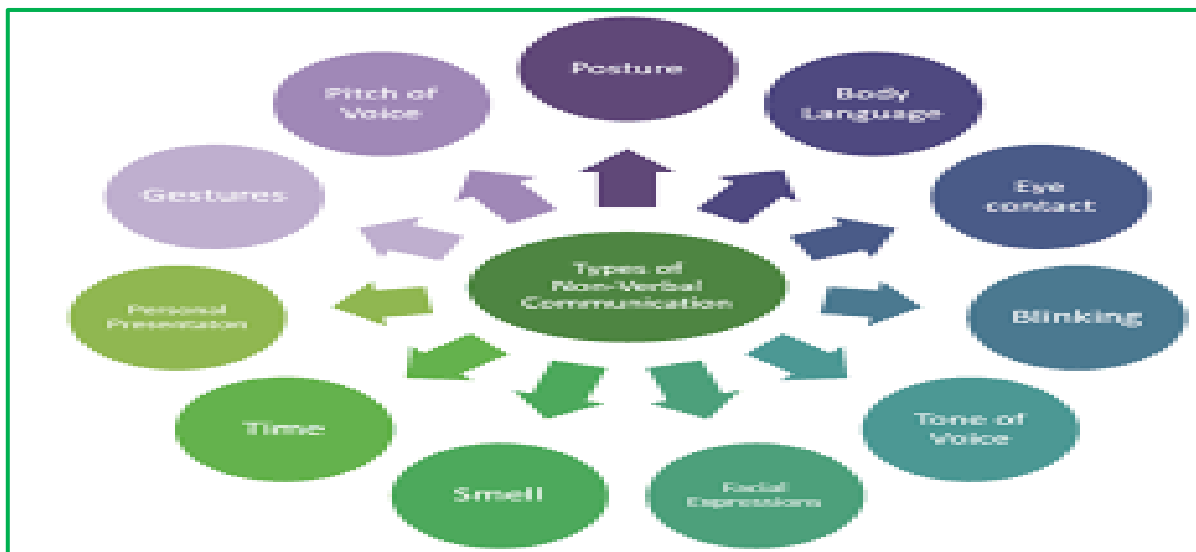 Posture
Body
Language
Eye
contact
Blinking
Tone of
Voice
Facial
Expressions
Smell
Time
Personal
Presentaton
Gestures
Pitch of
Voice
Types of
Non-Verbal
Communication